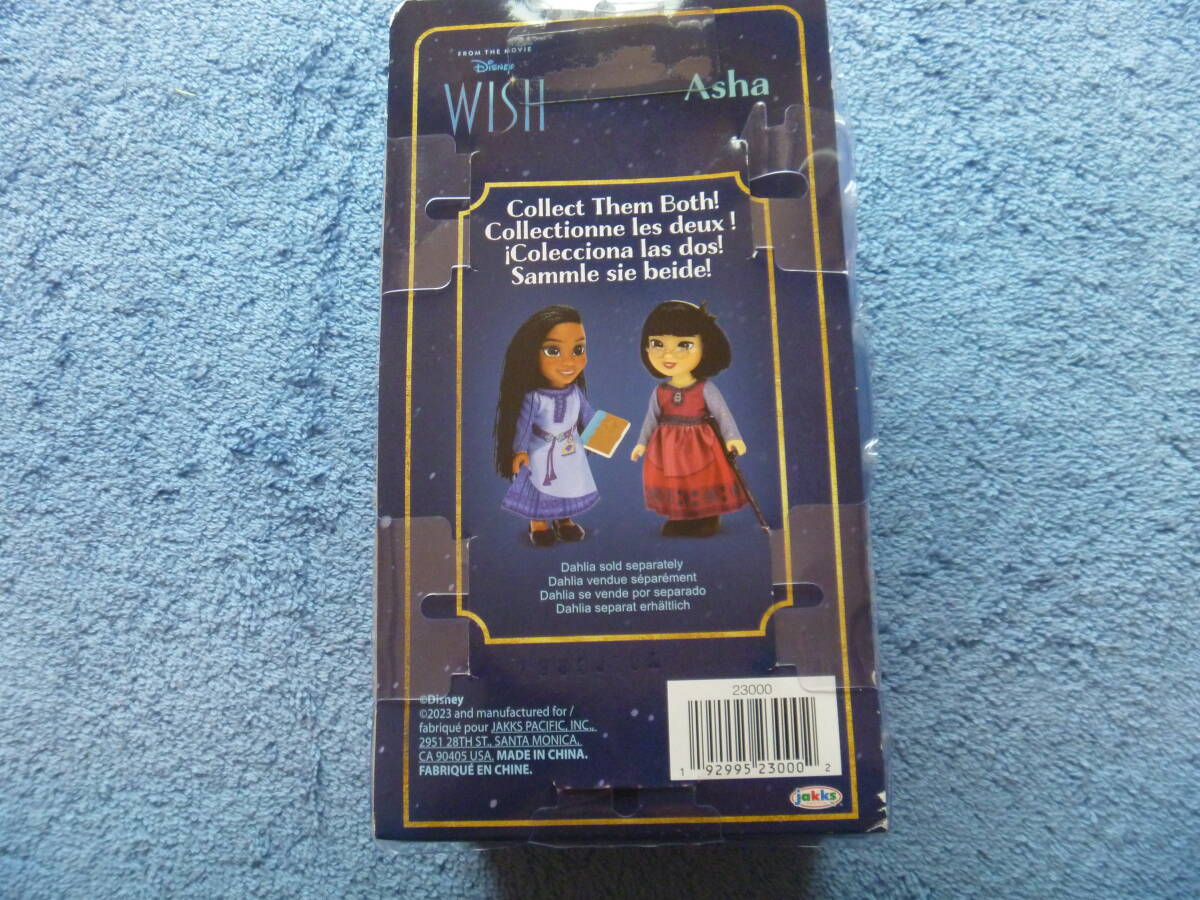 FROM THE MOVIE
Disney
WISH
Asha
Collect Them Both!
Collectionne les deux !
¡Colecciona las dos!
Sammle sie beide!
Dahlia sold separately
Dahlia vendue séparément
Dahlia se vende por separado
Dahlia separat erhältlich
©Disney
©2023 and manufactured for /
fabriqué pour JAKKS PACIFIC, INC.,
2951 28TH ST., SANTA MONICA,
CA 90405 USA. MADE IN CHINA.
FABRIQUÉ EN CHINE.
23000
1 92995 23000 2
jakks